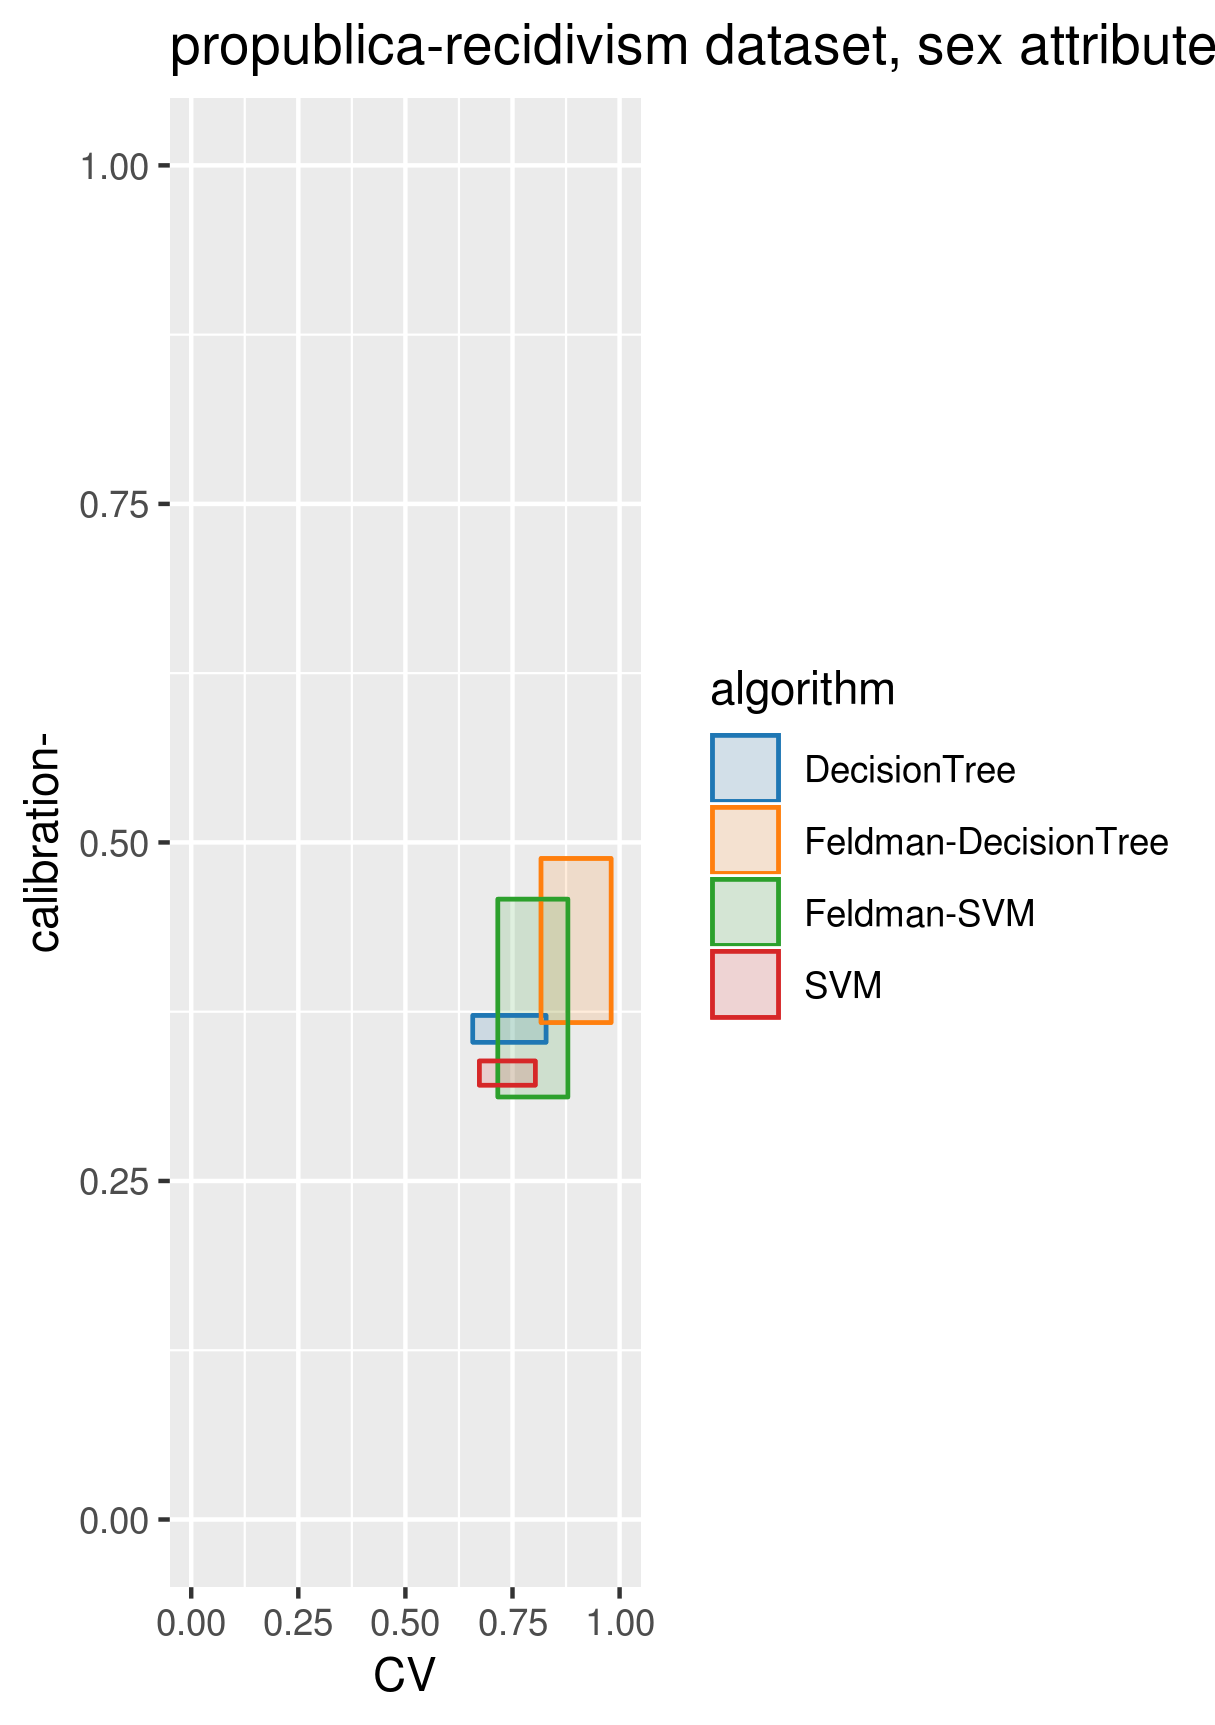 propublica-recidivism dataset, sex attribute
1.00
0.75
0.50
0.25
0.00
calibration-
0.00 0.25 0.50 0.75 1.00
CV
algorithm
DecisionTree
Feldman-DecisionTree
Feldman-SVM
SVM